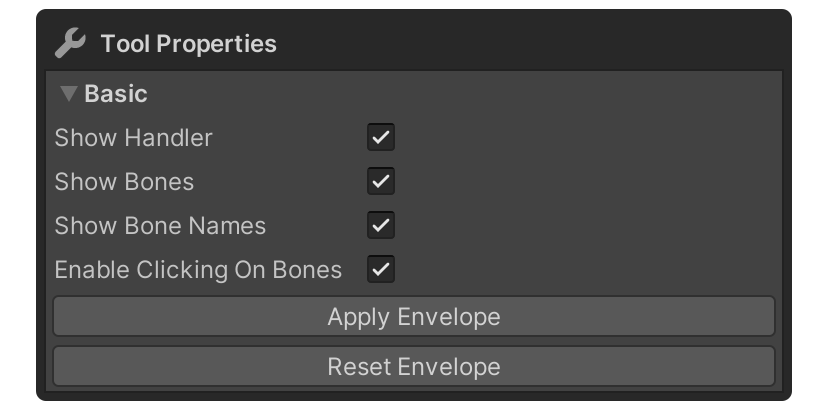 Tool Properties
Basic
Show Handler
Show Bones
Show Bone Names
Enable Clicking On Bones
Apply Envelope
Reset Envelope